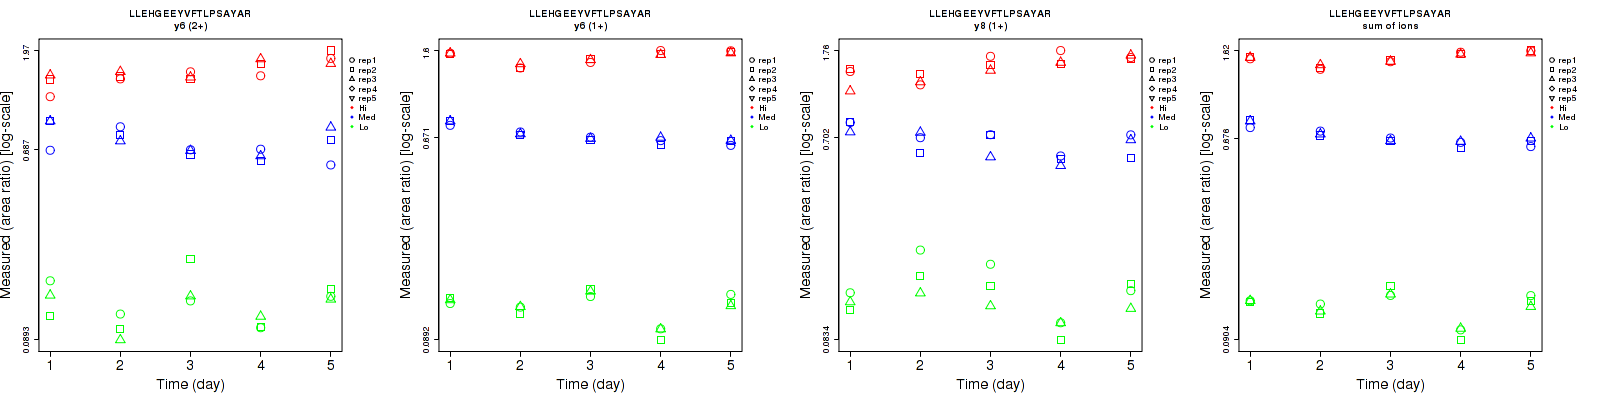 LLEHGEEYVFTLPSAYAR
y6 (2+)
Measured (area ratio) [log-scale]
1.97
0.687
0.0893
1 2 3 4 5
Time (day)
rep1
rep2
rep3
rep4
rep5
Hi
Med
Lo
LLEHGEEYVFTLPSAYAR
y6 (1+)
Measured (area ratio) [log-scale]
1.6
0.671
0.0892
1 2 3 4 5
Time (day)
rep1
rep2
rep3
rep4
rep5
Hi
Med
Lo
LLEHGEEYVFTLPSAYAR
y8 (1+)
Measured (area ratio) [log-scale]
1.76
0.702
0.0834
1 2 3 4 5
Time (day)
rep1
rep2
rep3
rep4
rep5
Hi
Med
Lo
LLEHGEEYVFTLPSAYAR
sum of ions
Measured (area ratio) [log-scale]
1.62
0.676
0.0904
1 2 3 4 5
Time (day)
rep1
rep2
rep3
rep4
rep5
Hi
Med
Lo